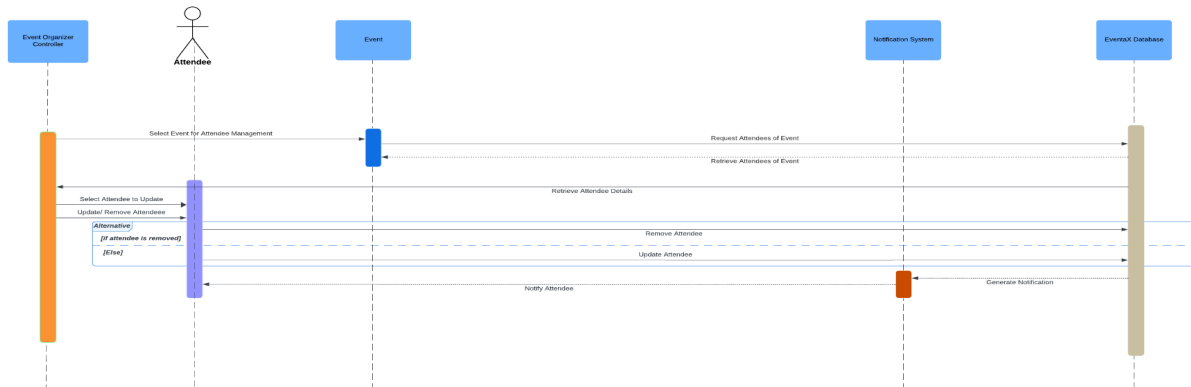 Event Organizer
Controller
Attendee
Event
Notification System
EventaX Database
Select Event for Attendee Management
Request Attendees of Event
Retrieve Attendees of Event
Retrieve Attendee Details
Select Attendee to Update
Update/ Remove Attendeee
Alternative
[If attendee is removed]
Remove Attendee
[Else]
Update Attendee
Generate Notification
Notify Attendee